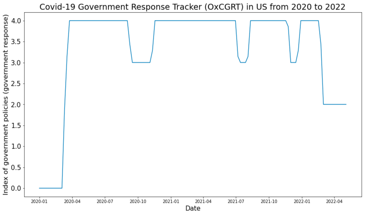 Covid-19 Government Response Tracker (OxCGRT) in US from 2020 to 2022
Index of government policies (government response)
4.0
3.5
3.0
2.5
2.0
1.5
1.0
0.5
0.0
2020-01 2020-04 2020-07 2020-10 2021-01 2021-04 2021-07 2021-10 2022-01 2022-04
Date